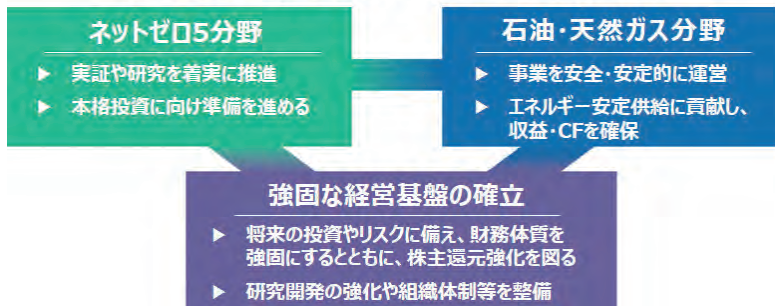 ネットゼロ5分野
▶ 実証や研究を着実に推進
▶ 本格投資に向け準備を進める
石油・天然ガス分野
▶ 事業を安全・安定的に運営
▶ エネルギー安定供給に貢献し、
収益・CFを確保
強固な経営基盤の確立
▶ 将来の投資やリスクに備え、財務体質を
強固にするとともに、株主還元強化を図る
▶ 研究開発の強化や組織体制等を整備